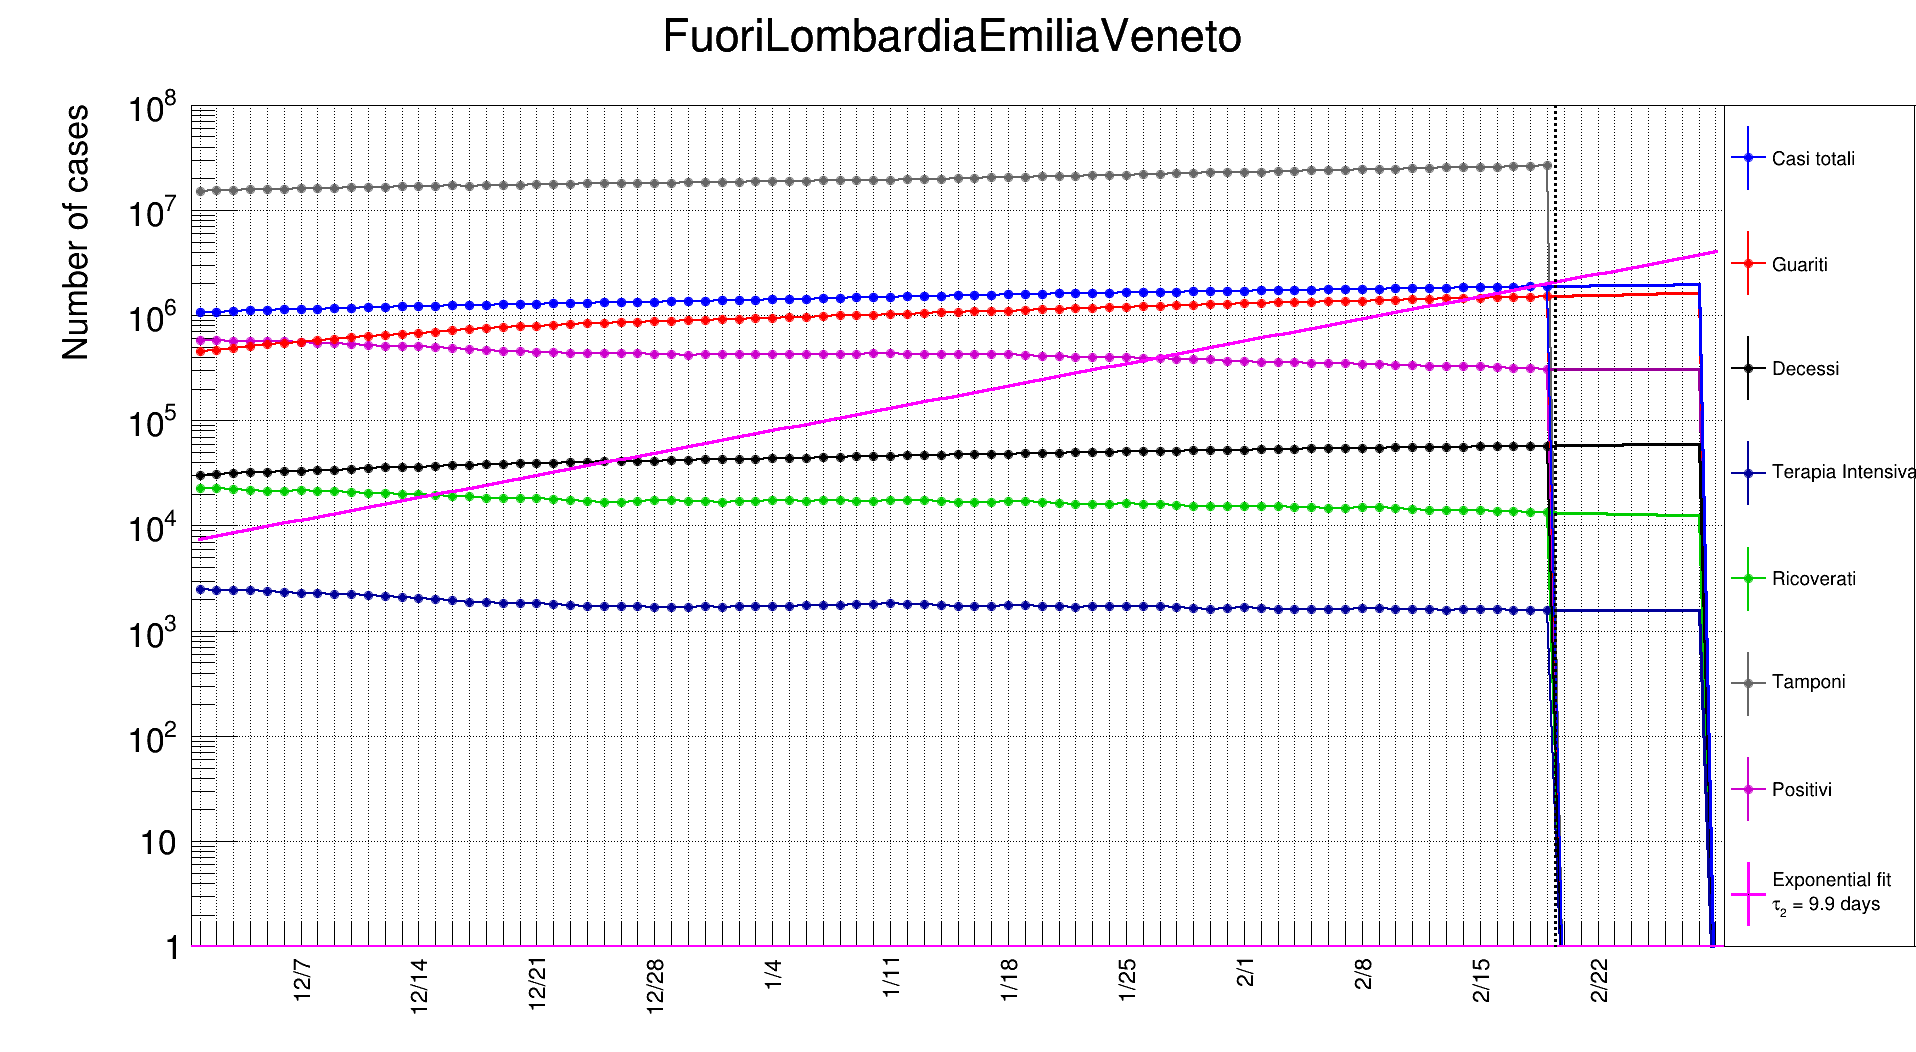 FuoriLombardiaEmiliaVeneto
Number of cases
10^8
10^7
10^6
10^5
10^4
10^3
10^2
10
1
12/7
12/14
12/21
12/28
1/4
1/11
1/18
1/25
2/1
2/8
2/15
2/22
Casi totali
Guariti
Decessi
Terapia Intensiva
Ricoverati
Tamponi
Positivi
Exponential fit
τ₂ = 9.9 days